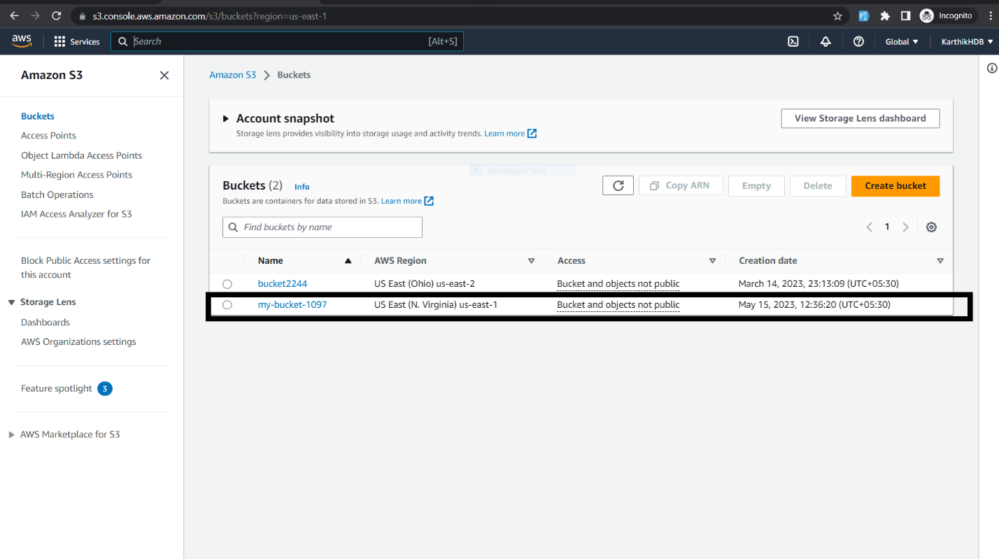 s3.console.aws.amazon.com/s3/buckets?region=us-east-1
Incognito
aws
Services
Search
[Alt+S]
Global
KarthikHDB
Amazon S3
Buckets
Access Points
Object Lambda Access Points
Multi-Region Access Points
Batch Operations
IAM Access Analyzer for S3
Block Public Access settings for
this account
Storage Lens
Dashboards
AWS Organizations settings
Feature spotlight 3
AWS Marketplace for S3
Amazon S3 > Buckets
Account snapshot
Storage lens provides visibility into storage usage and activity trends. Learn more
View Storage Lens dashboard
Rectangular Snip
Buckets (2) Info
Buckets are containers for data stored in S3. Learn more
Copy ARN
Empty
Delete
Create bucket
Find buckets by name
1
Name AWS Region Access Creation date
bucket2244 US East (Ohio) us-east-2 Bucket and objects not public March 14, 2023, 23:13:09 (UTC+05:30)
my-bucket-1097 US East (N. Virginia) us-east-1 Bucket and objects not public May 15, 2023, 12:36:20 (UTC+05:30)